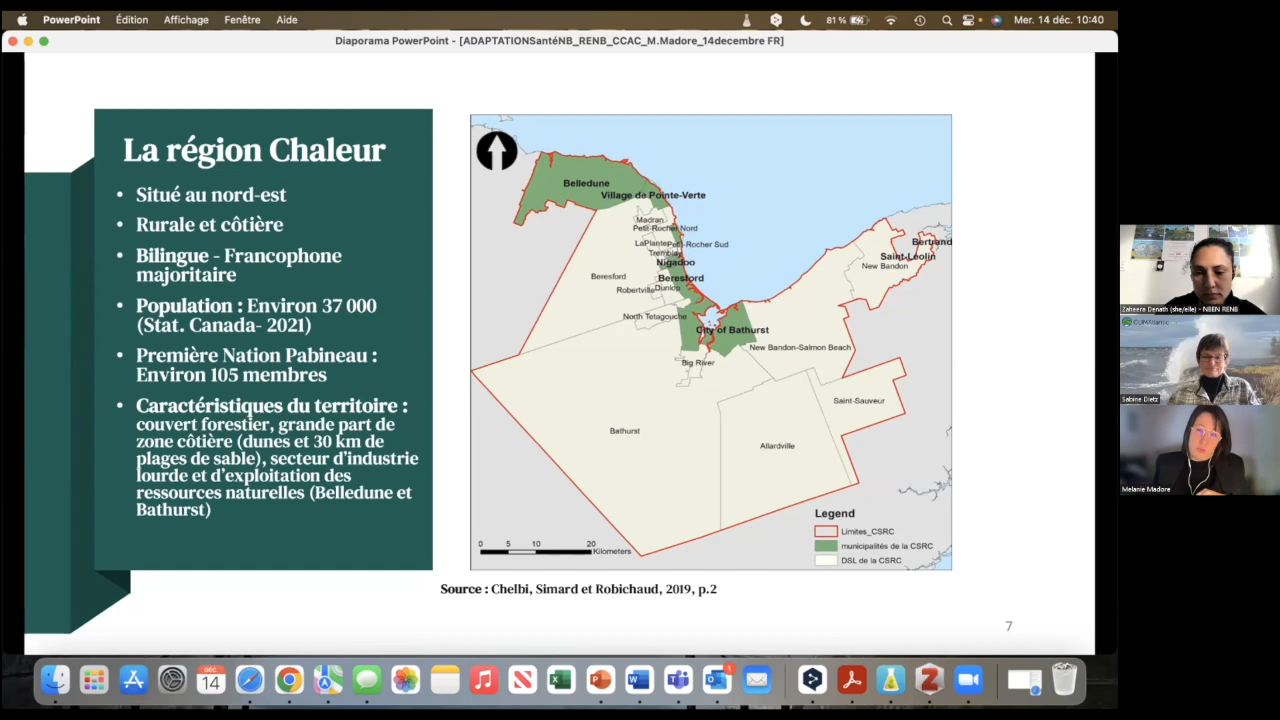 PowerPoint Édition Affichage Fenêtre Aide 81 % Mer. 14 déc. 10:40
Diaporama PowerPoint - [ADAPTATIONSantéNB_RENB_CCAC_M.Madore_14decembre FR]
La région Chaleur
• Situé au nord-est
• Rurale et côtière
• Bilingue - Francophone
majoritaire
• Population : Environ 37 000
(Stat. Canada- 2021)
• Première Nation Pabineau :
Environ 105 membres
• Caractéristiques du territoire :
couvert forestier, grande part de
zone côtière (dunes et 30 km de
plages de sable), secteur d'industrie
lourde et d'exploitation des
ressources naturelles (Belledune et
Bathurst)
Belledune
Village de Pointe-Verte
Madran
Petit-Rocher Nord
LaPlante
Petit-Rocher Sud
Tremblay
Nigadoo
Beresford
Beresford
Dunlop
Robertville
North Tetagouche
City of Bathurst
New Bandon-Salmon Beach
Big River
Bertrand
Saint-Léolin
New Bandon
Saint-Sauveur
Bathurst
Allardville
Legend
Limites_CSRC
municipalités de la CSRC
DSL de la CSRC
0 5 10 20
Kilometers
Source : Chelbi, Simard et Robichaud, 2019, p.2
7
Zaheera Denath (she/elle) - NBEN RENB
CLIMAtlantic
Sabine Dietz
Melanie Madore
DÉC.
14
1